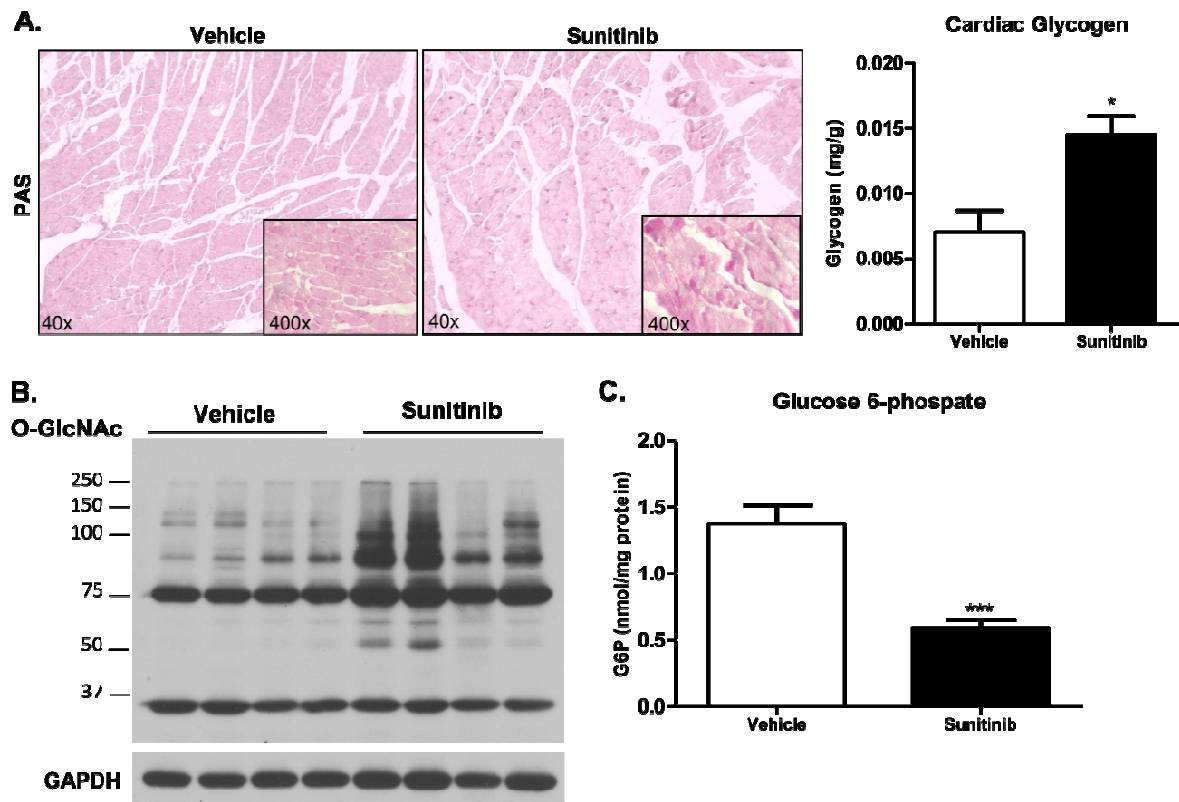 A.
Vehicle
Sunitinib
PAS
40x
400x
40x
400x
Cardiac Glycogen
Glycogen (mg/g)
0.020
0.015
0.010
0.005
0.000
*
Vehicle
Sunitinib
B.
O-GlcNAc
Vehicle
Sunitinib
250
150
100
75
50
37
GAPDH
C.
Glucose 6-phospate
G6P (nmol/mg protein)
2.0
1.5
1.0
0.5
0.0
***
Vehicle
Sunitinib